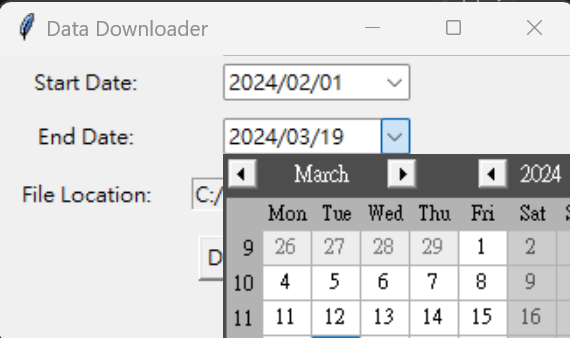 Data Downloader
Start Date: 2024/02/01
End Date: 2024/03/19
March 2024
File Location: C:/
Mon Tue Wed Thu Fri Sat S
9 26 27 28 29 1 2
D
10 4 5 6 7 8 9
11 11 12 13 14 15 16